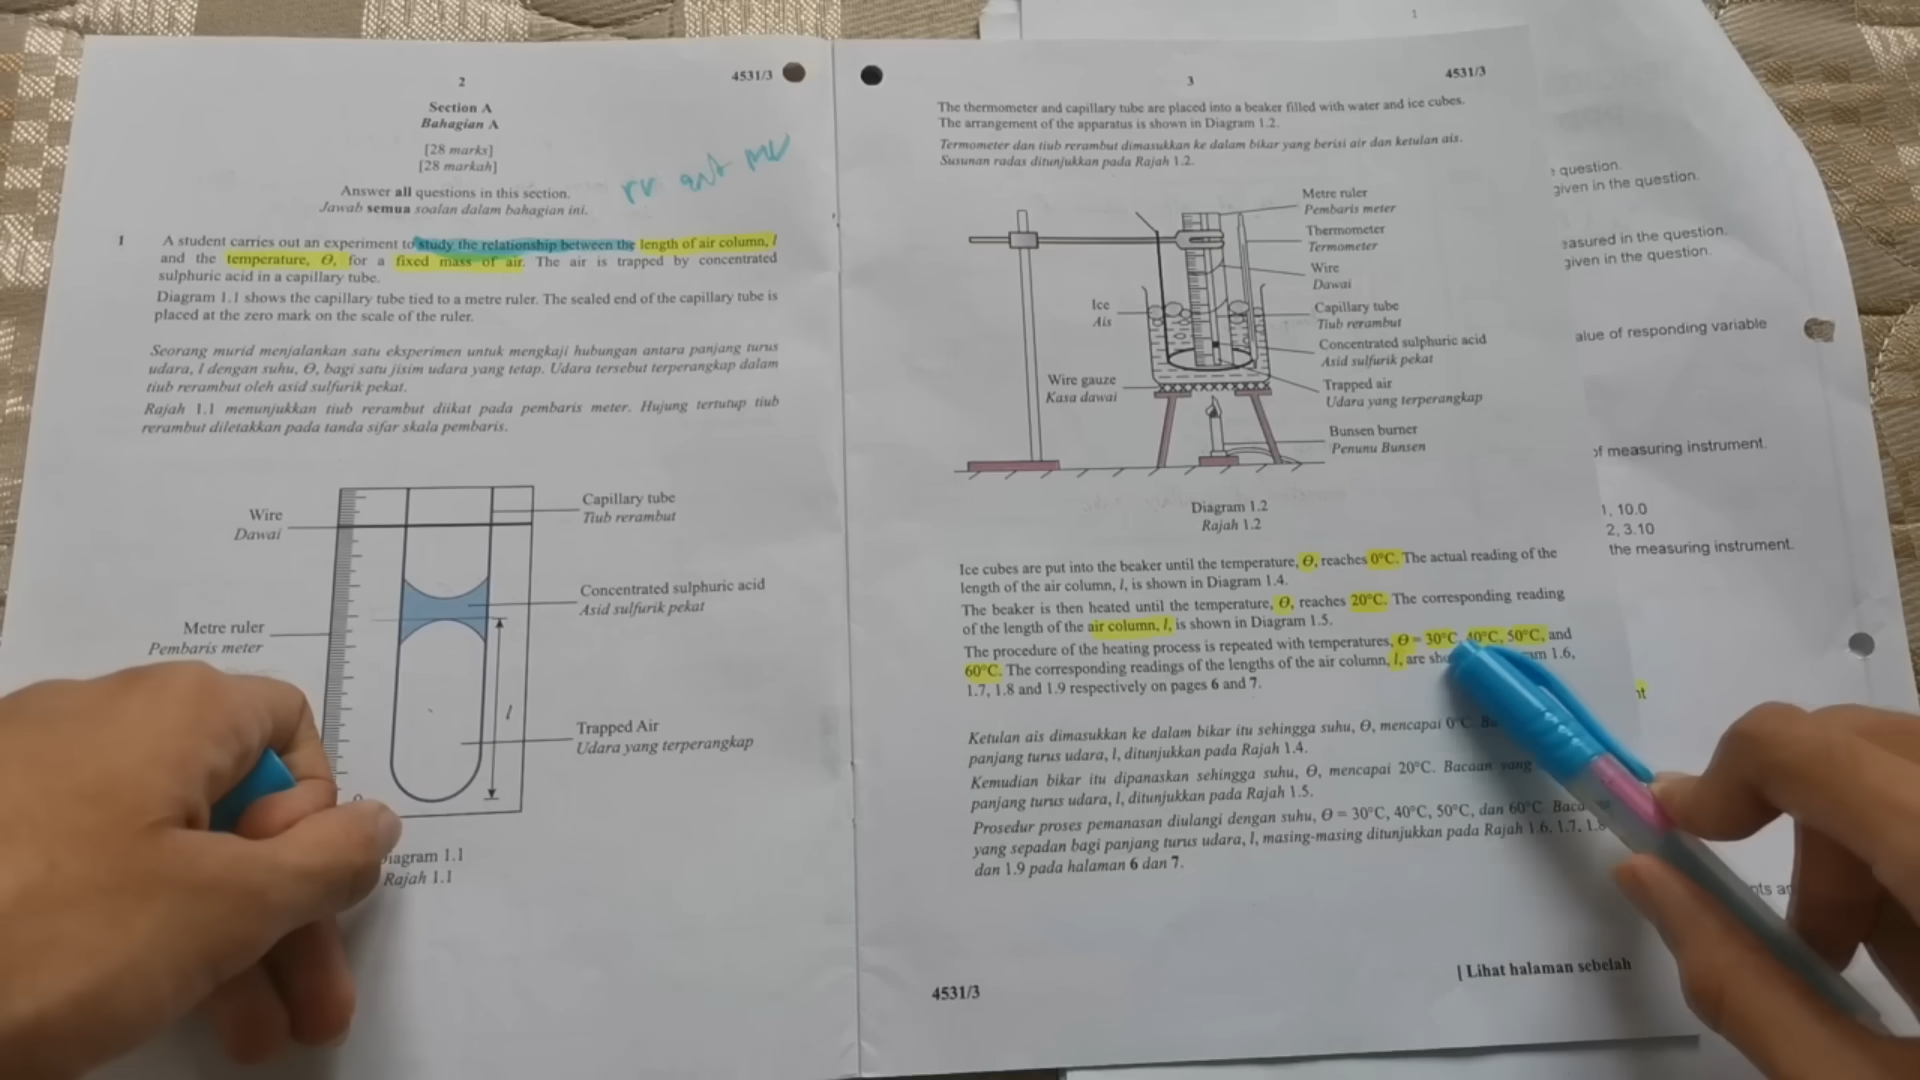 2
4531/3
Section A
Bahagian A
[28 marks]
[28 markah]
rv
mv
Answer all questions in this section.
Jawab semua soalan dalam bahagian ini.
1 A student carries out an experiment to study the relationship between the length of air column, l
and the temperature, Θ, for a fixed mass of air. The air is trapped by concentrated
sulphuric acid in a capillary tube.
Diagram 1.1 shows the capillary tube tied to a metre ruler. The sealed end of the capillary tube is
placed at the zero mark on the scale of the ruler.
Seorang murid menjalankan satu eksperimen untuk mengkaji hubungan antara panjang turus
udara, l dengan suhu, Θ, bagi satu jisim udara yang tetap. Udara tersebut terperangkap dalam
tiub rerambut oleh asid sulfurik pekat.
Rajah 1.1 menunjukkan tiub rerambut diikat pada pembaris meter. Hujung tertutup tiub
rerambut diletakkan pada tanda sifar skala pembaris.
Wire
Dawai
Capillary tube
Tiub rerambut
Concentrated sulphuric acid
Asid sulfurik pekat
Metre ruler
Pembaris meter
l
Trapped Air
Udara yang terperangkap
iagram 1.1
Rajah 1.1
3
4531/3
The thermometer and capillary tube are placed into a beaker filled with water and ice cubes.
The arrangement of the apparatus is shown in Diagram 1.2.
Termometer dan tiub rerambut dimasukkan ke dalam bikar yang berisi air dan ketulan ais.
Susunan radas ditunjukkan pada Rajah 1.2.
Metre ruler
Pembaris meter
Thermometer
Termometer
Wire
Dawai
Ice
Ais
Capillary tube
Tiub rerambut
Concentrated sulphuric acid
Asid sulfurik pekat
Wire gauze
Kasa dawai
Trapped air
Udara yang terperangkap
Bunsen burner
Penunu Bunsen
Diagram 1.2
Rajah 1.2
Ice cubes are put into the beaker until the temperature, Θ, reaches 0°C. The actual reading of the
length of the air column, l, is shown in Diagram 1.4.
The beaker is then heated until the temperature, Θ, reaches 20°C. The corresponding reading
of the length of the air column, l, is shown in Diagram 1.5.
The procedure of the heating process is repeated with temperatures, Θ = 30°C, 40°C, 50°C, and
60°C. The corresponding readings of the lengths of the air column, l, are sho am 1.6,
1.7, 1.8 and 1.9 respectively on pages 6 and 7.
Ketulan ais dimasukkan ke dalam bikar itu sehingga suhu, Θ, mencapai 0°C. Ba
panjang turus udara, l, ditunjukkan pada Rajah 1.4.
Kemudian bikar itu dipanaskan sehingga suhu, Θ, mencapai 20°C. Bacaan yang
panjang turus udara, l, ditunjukkan pada Rajah 1.5.
Prosedur proses pemanasan diulangi dengan suhu, Θ = 30°C, 40°C, 50°C, dan 60°C. Baca
yang sepadan bagi panjang turus udara, l, masing-masing ditunjukkan pada Rajah 1.6, 1.7, 1.8
dan 1.9 pada halaman 6 dan 7.
[ Lihat halaman sebelah
4531/3
1
question.
given in the question.
easured in the question.
given in the question.
alue of responding variable
of measuring instrument.
1, 10.0
2, 3.10
the measuring instrument.
nt
nts ar